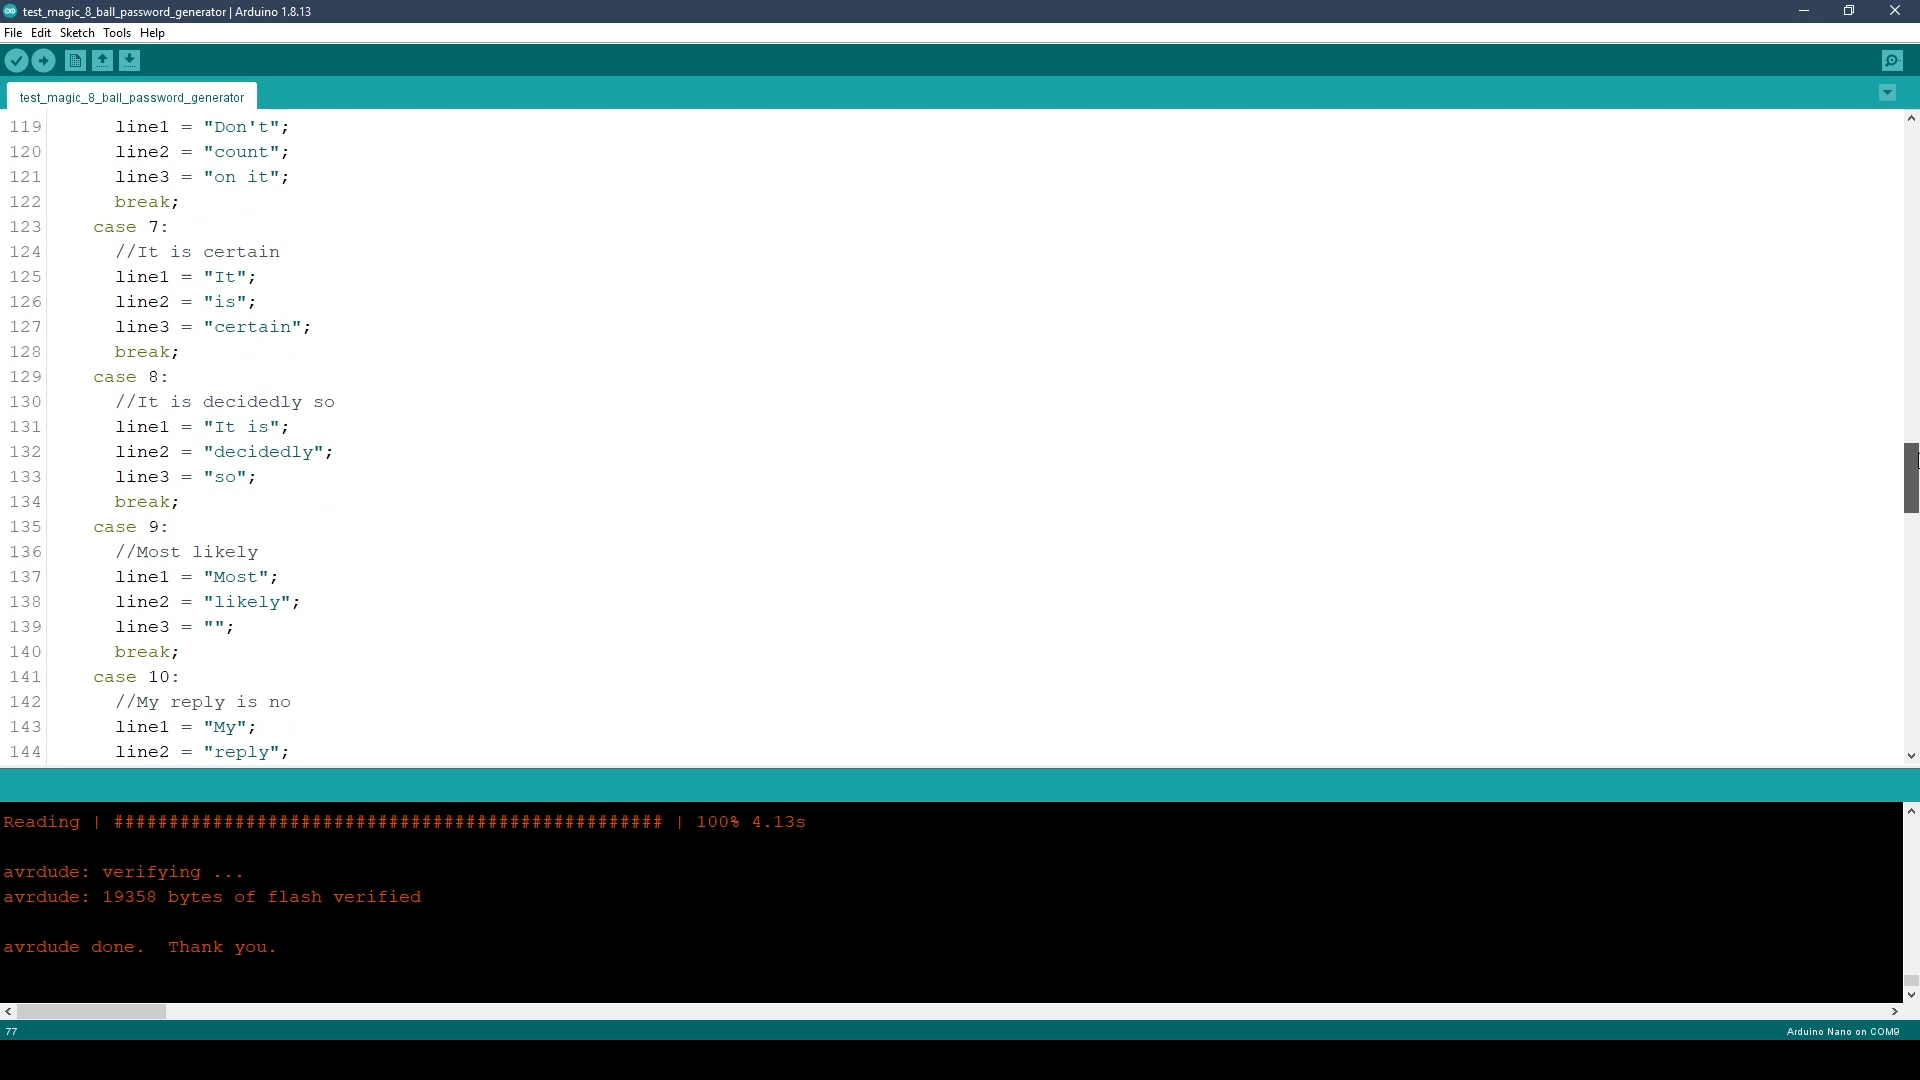 test_magic_8_ball_password_generator | Arduino 1.8.13
File Edit Sketch Tools Help
test_magic_8_ball_password_generator
119 line1 = "Don't";
120 line2 = "count";
121 line3 = "on it";
122 break;
123 case 7:
124 //It is certain
125 line1 = "It";
126 line2 = "is";
127 line3 = "certain";
128 break;
129 case 8:
130 //It is decidedly so
131 line1 = "It is";
132 line2 = "decidedly";
133 line3 = "so";
134 break;
135 case 9:
136 //Most likely
137 line1 = "Most";
138 line2 = "likely";
139 line3 = "";
140 break;
141 case 10:
142 //My reply is no
143 line1 = "My";
144 line2 = "reply";
Reading | ################################################## | 100% 4.13s
avrdude: verifying ...
avrdude: 19358 bytes of flash verified
avrdude done.  Thank you.
77 Arduino Nano on COM9